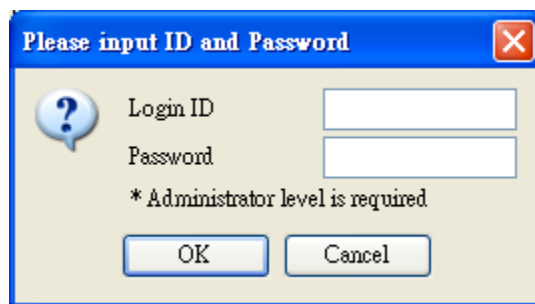 Please input ID and Password
Login ID
Password
* Administrator level is required
OK Cancel